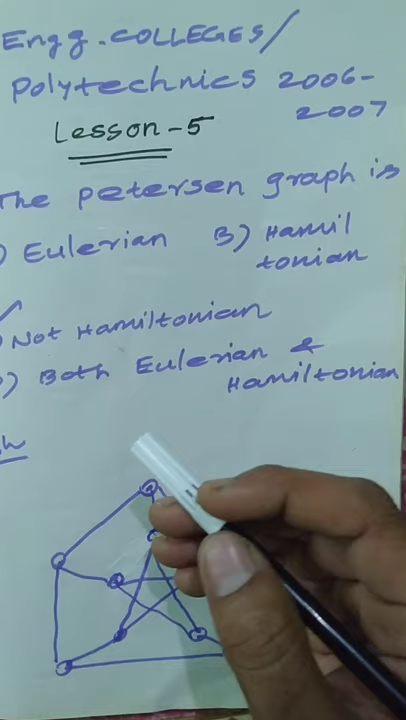 Engg. COLLEGES/
Polytechnics 2006-
2007
Lesson-5
The Petersen graph is
) Eulerian B) Hamil
tonian
) Not Hamiltonian
) Both Eulerian &
Hamiltonian